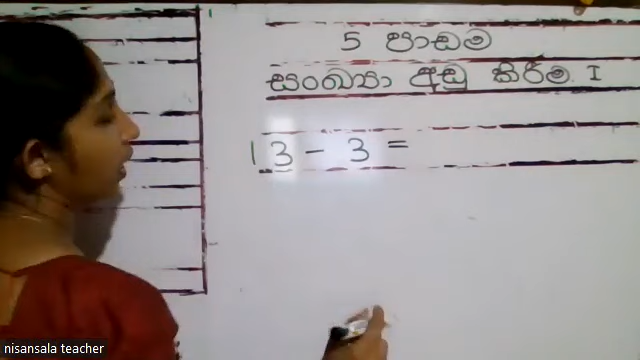 5 පාඩම
සංඛ්‍යා අඩු කිරීම I
13 - 3 =
nisansala teacher